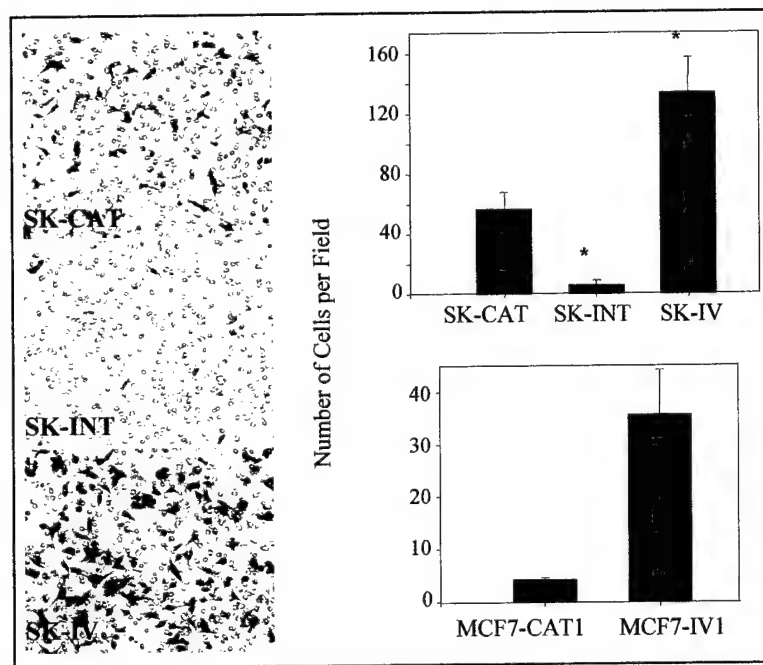 SK-CAT
SK-INT
SK-IV
Number of Cells per Field
160
120
80
40
0
*
*
SK-CAT SK-INT SK-IV
40
30
20
10
0
MCF7-CAT1 MCF7-IV1